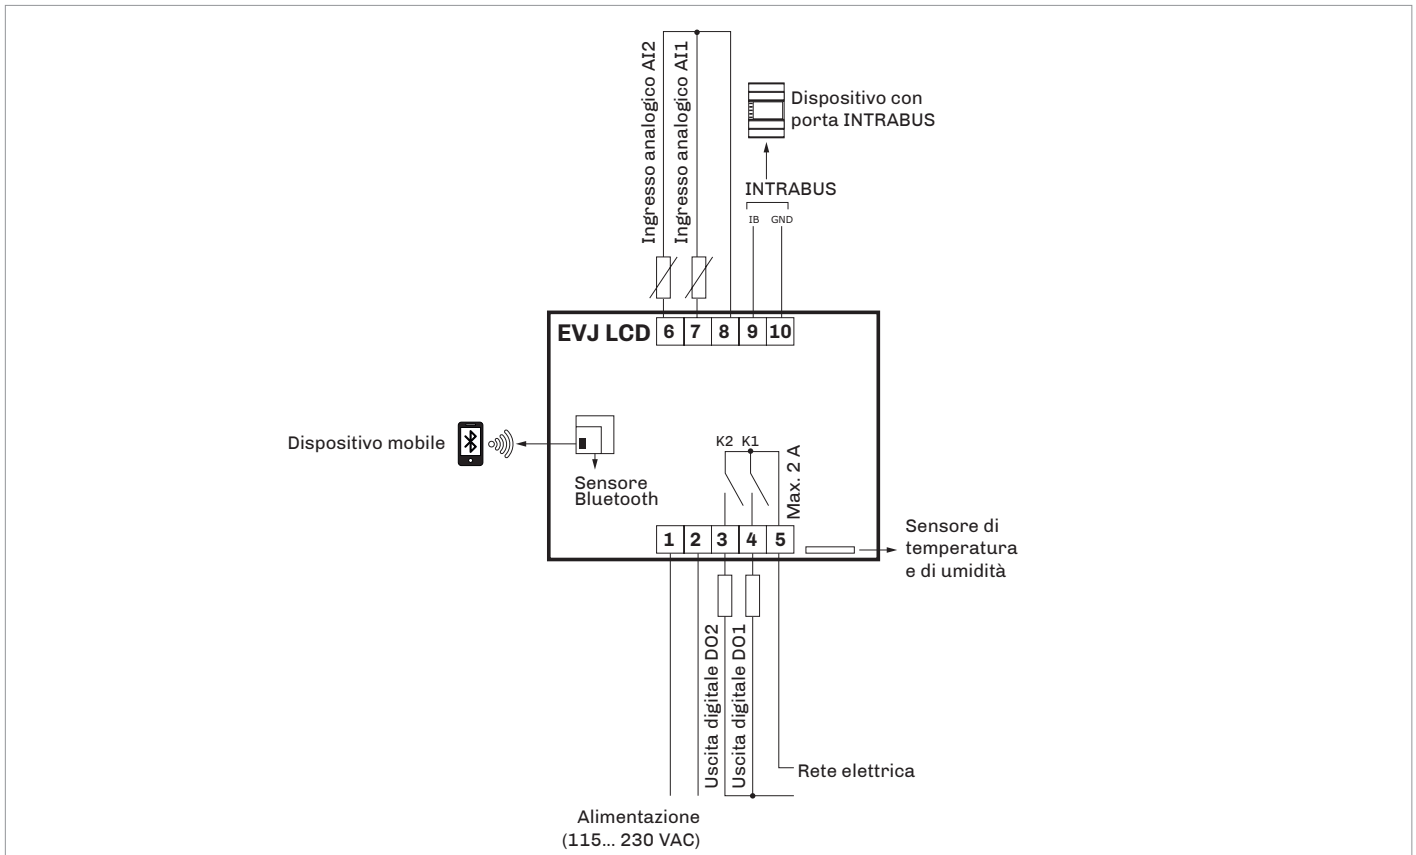 Ingresso analogico AI2
Ingresso analogico AI1
Dispositivo con
porta INTRABUS
INTRABUS
IB GND
EVJ LCD 6 7 8 9 10
Dispositivo mobile
Sensore
Bluetooth
K2 K1
Max. 2 A
1 2 3 4 5
Sensore di
temperatura
e di umidità
Uscita digitale DO2
Uscita digitale DO1
Rete elettrica
Alimentazione
(115... 230 VAC)